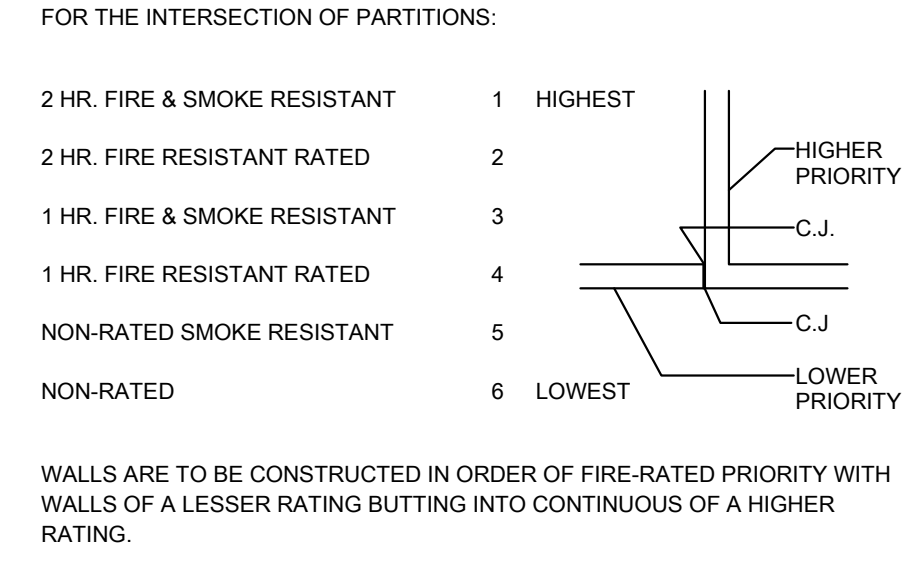 FOR THE INTERSECTION OF PARTITIONS:
2 HR. FIRE & SMOKE RESISTANT 1 HIGHEST
2 HR. FIRE RESISTANT RATED 2
1 HR. FIRE & SMOKE RESISTANT 3
1 HR. FIRE RESISTANT RATED 4
NON-RATED SMOKE RESISTANT 5
NON-RATED 6 LOWEST
HIGHER
PRIORITY
C.J.
C.J
LOWER
PRIORITY
WALLS ARE TO BE CONSTRUCTED IN ORDER OF FIRE-RATED PRIORITY WITH
WALLS OF A LESSER RATING BUTTING INTO CONTINUOUS OF A HIGHER
RATING.